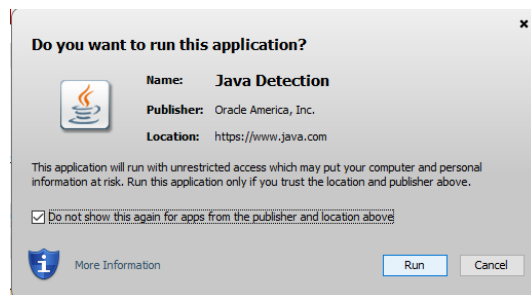 Do you want to run this application?
Name: Java Detection
Publisher: Oracle America, Inc.
Location: https://www.java.com
This application will run with unrestricted access which may put your computer and personal
information at risk. Run this application only if you trust the location and publisher above.
Do not show this again for apps from the publisher and location above
More Information
Run
Cancel